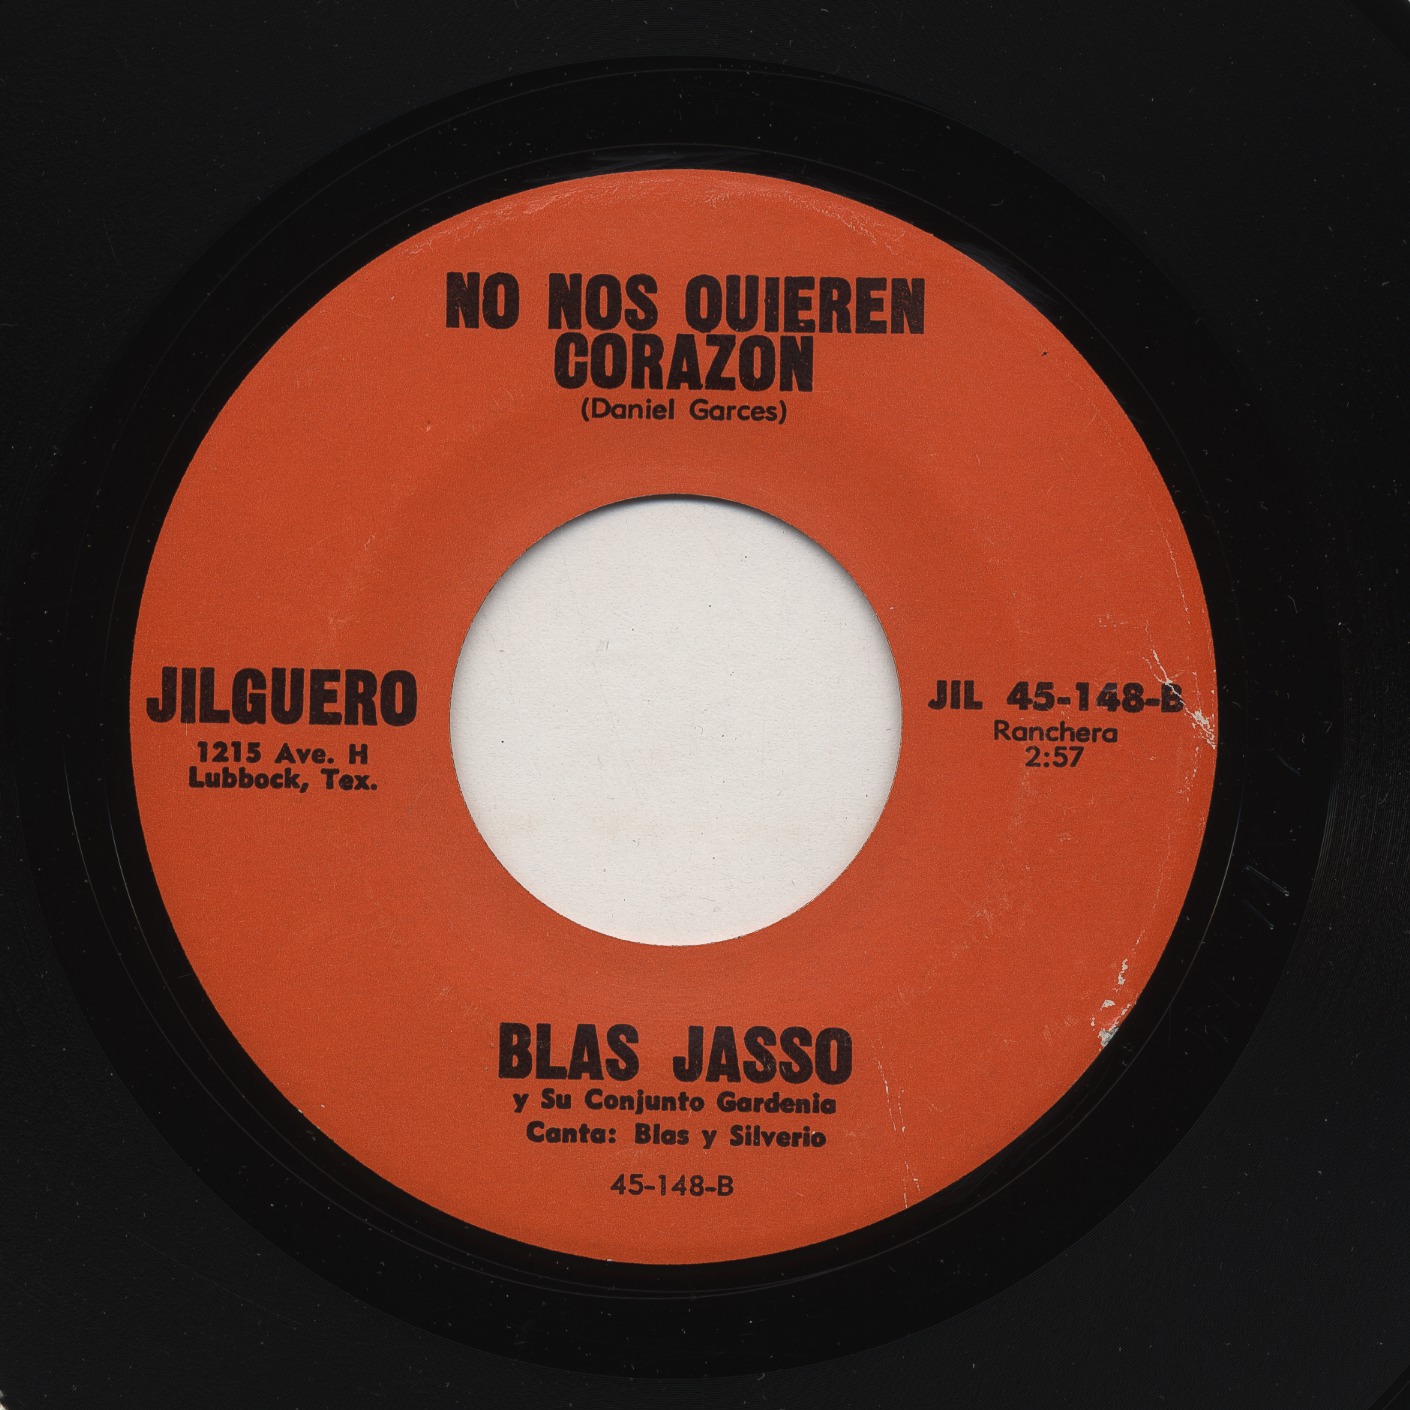 NO NOS QUIEREN
CORAZON
(Daniel Garces)
JILGUERO
1215 Ave. H
Lubbock, Tex.
JIL 45-148-B
Ranchera
2:57
BLAS JASSO
y Su Conjunto Gardenia
Canta: Blas y Silverio
45-148-B